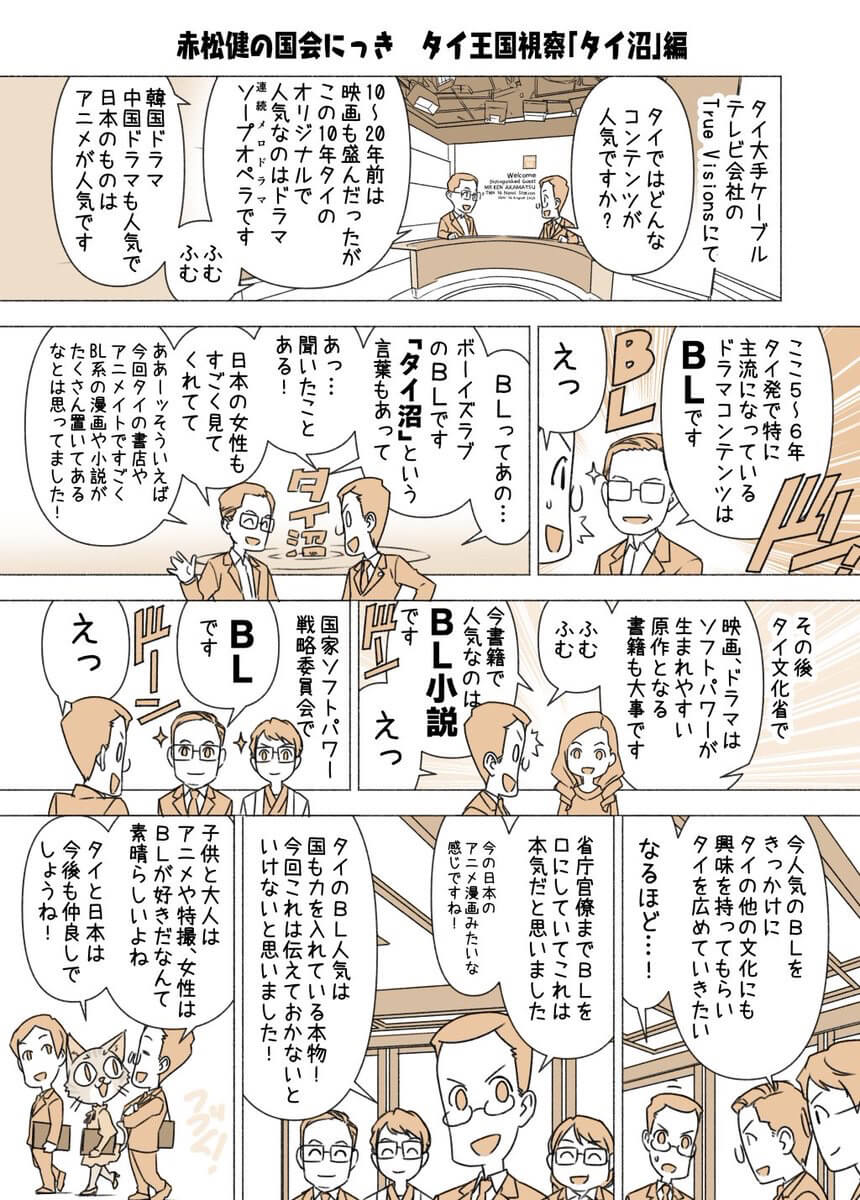 赤松健の国会にっき　タイ王国視察「タイ沼」編
タイ大手ケーブル
テレビ会社の
True Visionsにて
タイではどんな
コンテンツが
人気ですか?
Welcome
Distinguished Guest
MR.KEN AKAMATSU
10〜20年前は
映画も盛んだったが
この10年タイの
オリジナルで
人気なのはドラマ
連続メロドラマ
ソープオペラです
ふむ
ふむ
韓国ドラマ
中国ドラマも人気で
日本のものは
アニメが人気です
ここ5〜6年
タイ発で特に
主流になっている
ドラマコンテンツは
BLです
BL
ドドーン
えっ
BLってあの…
ボーイズラブ
のBLです
「タイ沼」という
言葉もあって
あっ…
聞いたこと
ある!
タイ沼
日本の女性も
すごく見て
くれてて
ああーッそういえば
今回タイの書店や
アニメイトですごく
BL系の漫画や小説が
たくさん置いてある
なとは思ってました!
その後
タイ文化省で
映画、ドラマは
ソフトパワーが
生まれやすい
原作となる
書籍も大事です
ふむ
ふむ
今書籍で
人気なのは
BL小説
です
ドーン
えっ
国家ソフトパワー
戦略委員会で
BL
です
ドーン
えっ
今人気のBLを
きっかけに
タイの他の文化にも
興味を持ってもらい
タイを広めていきたい
なるほど…!
省庁官僚までBLを
口にしていてこれは
本気だと思いました
今の日本の
アニメ漫画みたいな
感じですね!
タイのBL人気は
国も力を入れている本物!
今回これは伝えておかないと
いけないと思いました!
子供と大人は
アニメや特撮、女性は
BLが好きだなんて
素晴らしいよね
タイと日本は
今後も仲良しで
しょうね!